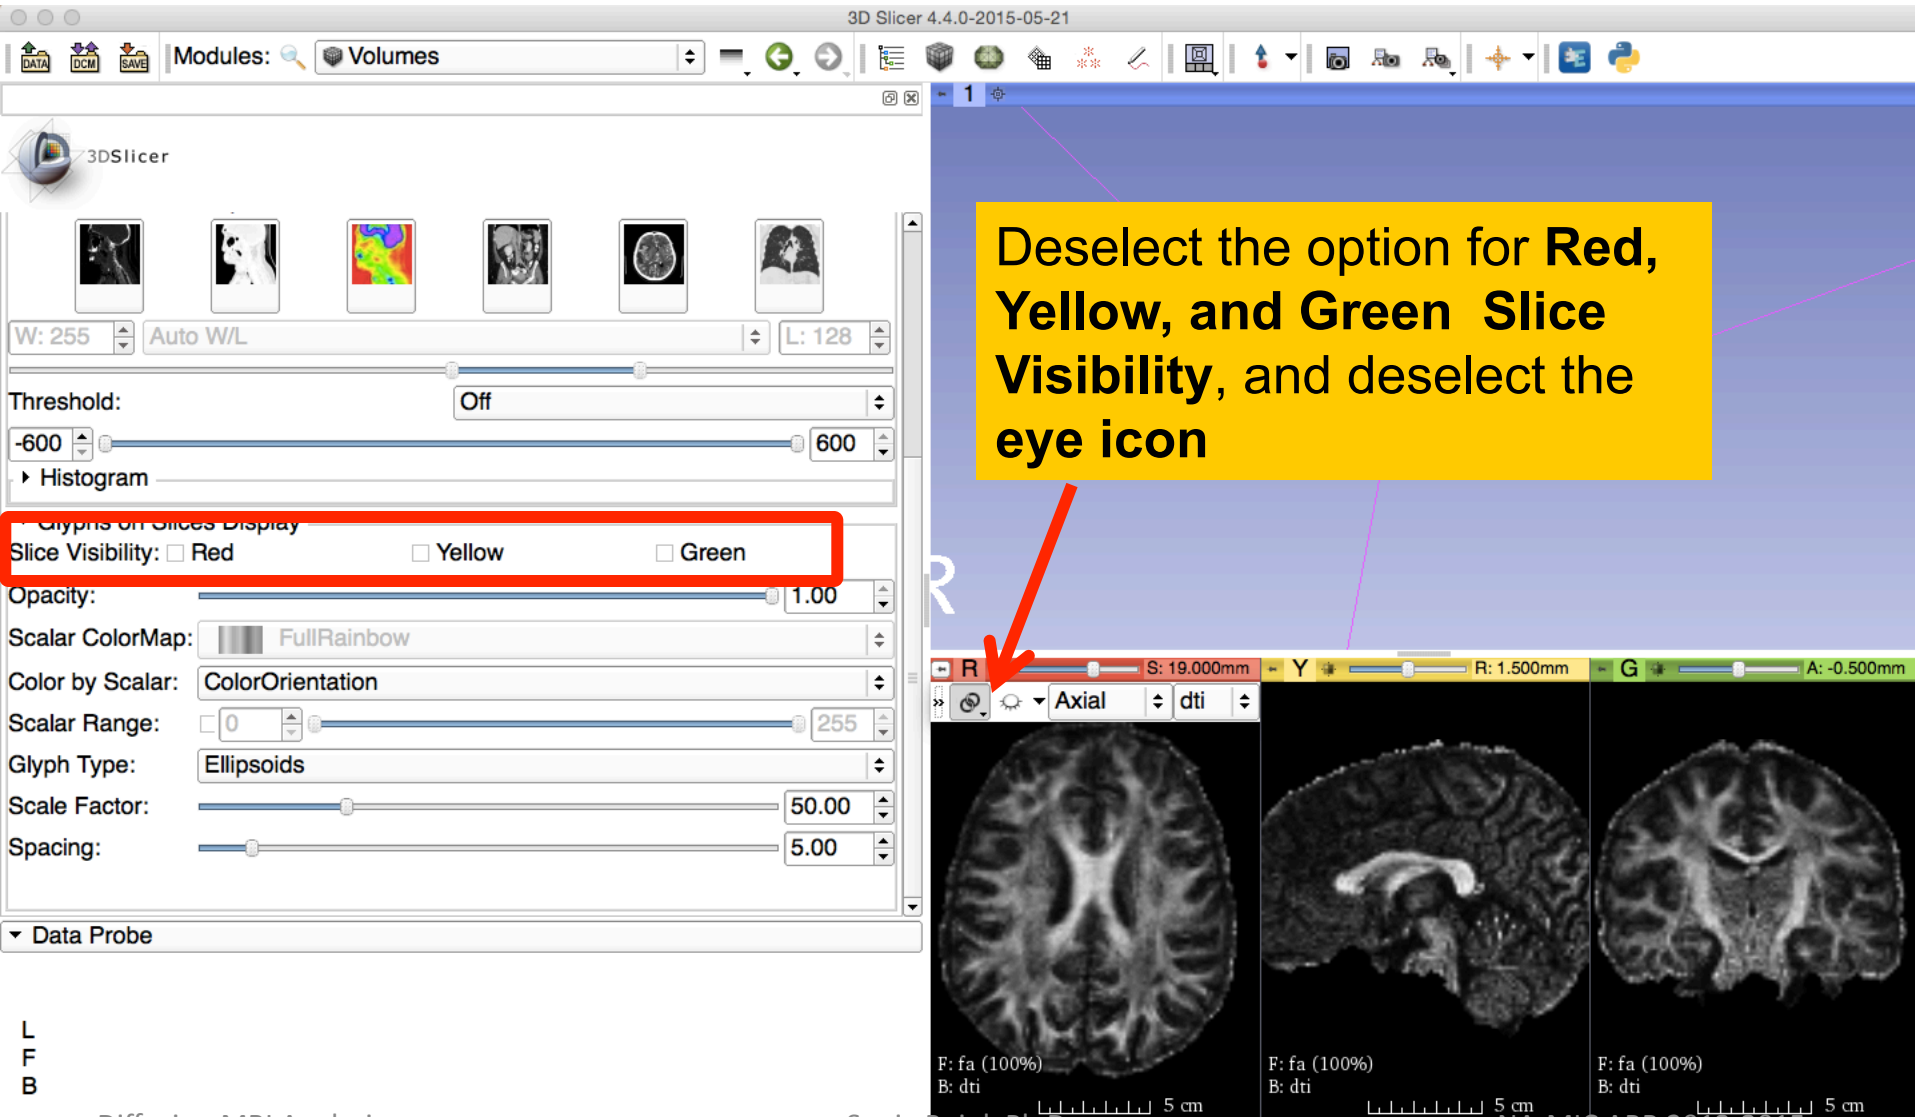 3D Slicer 4.4.0-2015-05-21
DATA DCM SAVE Modules: Volumes
1
3DSlicer
Deselect the option for Red,
Yellow, and Green Slice
Visibility, and deselect the
eye icon
W: 255 Auto W/L L: 128
Threshold: Off
-600 600
Histogram
Glyphs on Slices Display
Slice Visibility: Red Yellow Green
Opacity: 1.00
Scalar ColorMap: FullRainbow
Color by Scalar: ColorOrientation
Scalar Range: 0 255
Glyph Type: Ellipsoids
Scale Factor: 50.00
Spacing: 5.00
Data Probe
L
F
B
R
R S: 19.000mm
Axial dti
F: fa (100%)
B: dti
5 cm
Y R: 1.500mm
F: fa (100%)
B: dti
5 cm
G A: -0.500mm
F: fa (100%)
B: dti
5 cm